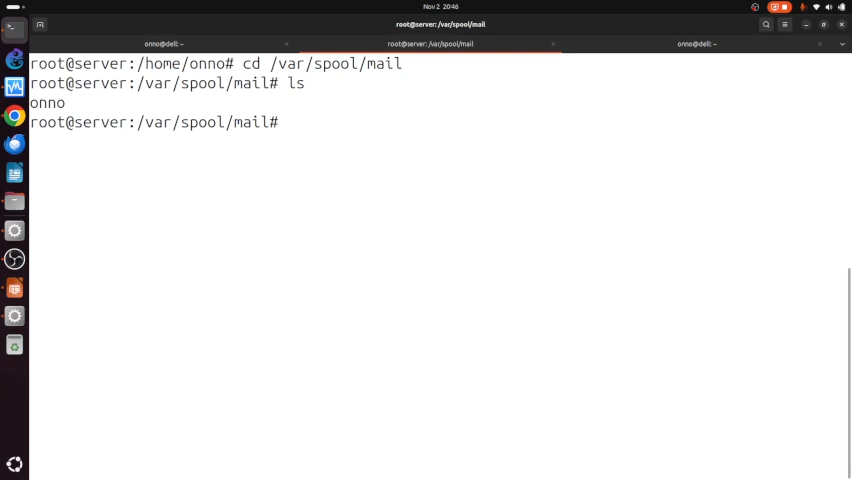 Nov 2 20:46
root@server: /var/spool/mail
onno@dell: ~
root@server: /var/spool/mail
onno@dell: ~
root@server:/home/onno# cd /var/spool/mail
root@server:/var/spool/mail# ls
onno
root@server:/var/spool/mail#